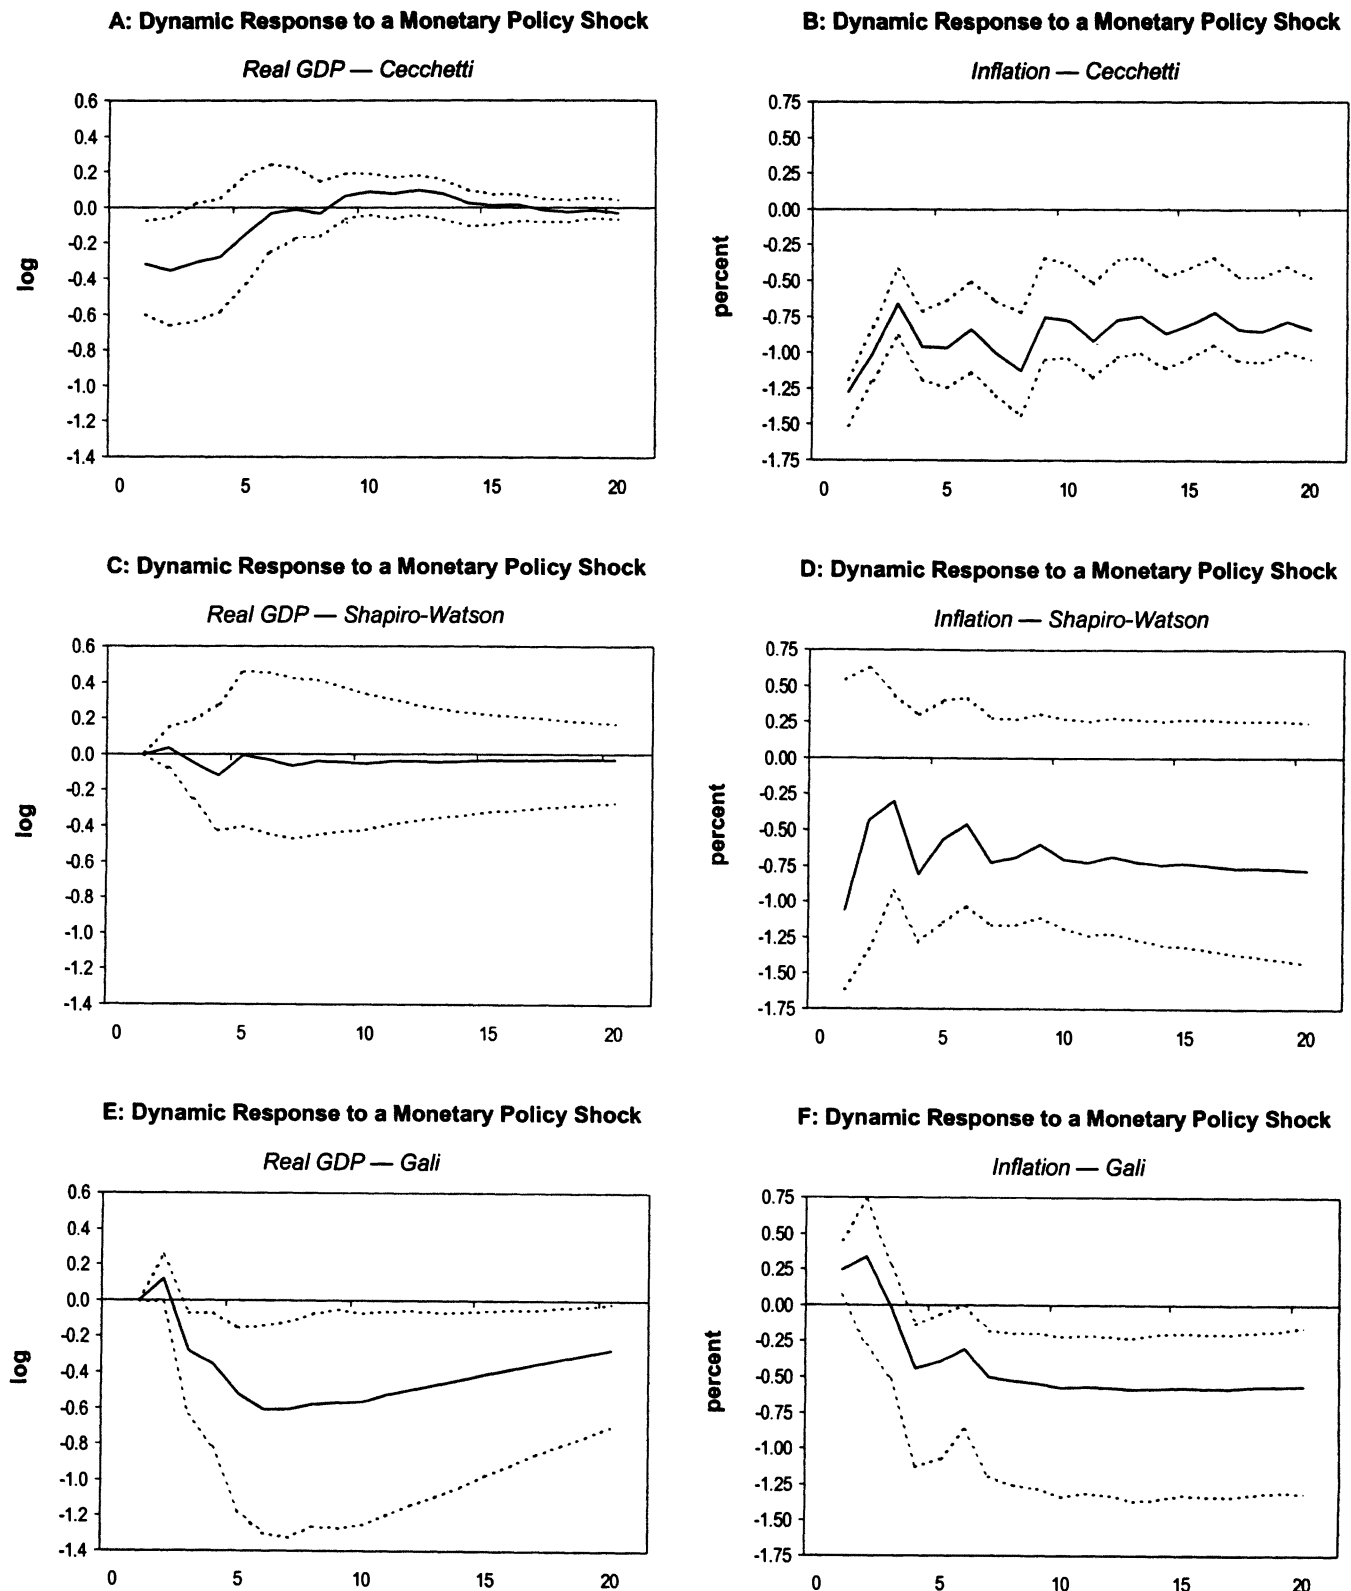 A: Dynamic Response to a Monetary Policy Shock
Real GDP — Cecchetti
0.6
0.4
0.2
0.0
-0.2
-0.4
-0.6
-0.8
-1.0
-1.2
-1.4
log
0 5 10 15 20
B: Dynamic Response to a Monetary Policy Shock
Inflation — Cecchetti
0.75
0.50
0.25
0.00
-0.25
-0.50
-0.75
-1.00
-1.25
-1.50
-1.75
percent
0 5 10 15 20
C: Dynamic Response to a Monetary Policy Shock
Real GDP — Shapiro-Watson
0.6
0.4
0.2
0.0
-0.2
-0.4
-0.6
-0.8
-1.0
-1.2
-1.4
log
0 5 10 15 20
D: Dynamic Response to a Monetary Policy Shock
Inflation — Shapiro-Watson
0.75
0.50
0.25
0.00
-0.25
-0.50
-0.75
-1.00
-1.25
-1.50
-1.75
percent
0 5 10 15 20
E: Dynamic Response to a Monetary Policy Shock
Real GDP — Gali
0.6
0.4
0.2
0.0
-0.2
-0.4
-0.6
-0.8
-1.0
-1.2
-1.4
log
0 5 10 15 20
F: Dynamic Response to a Monetary Policy Shock
Inflation — Gali
0.75
0.50
0.25
0.00
-0.25
-0.50
-0.75
-1.00
-1.25
-1.50
-1.75
percent
0 5 10 15 20